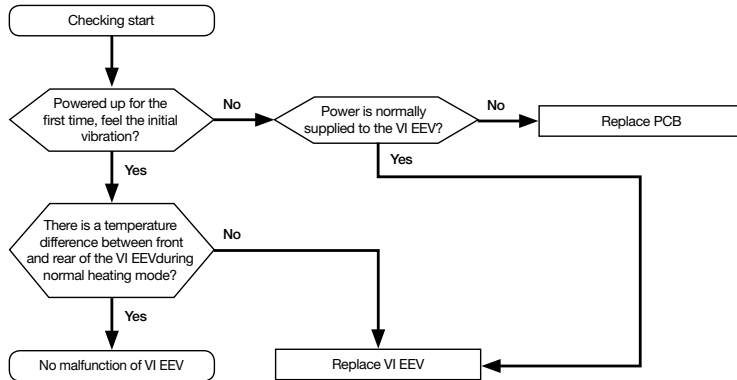 Checking start
Powered up for the
first time, feel the initial
vibration?
No
Power is normally
supplied to the VI EEV?
No
Replace PCB
Yes
Yes
There is a temperature
difference between front
and rear of the VI EEVduring
normal heating mode?
No
Yes
No malfunction of VI EEV
Replace VI EEV